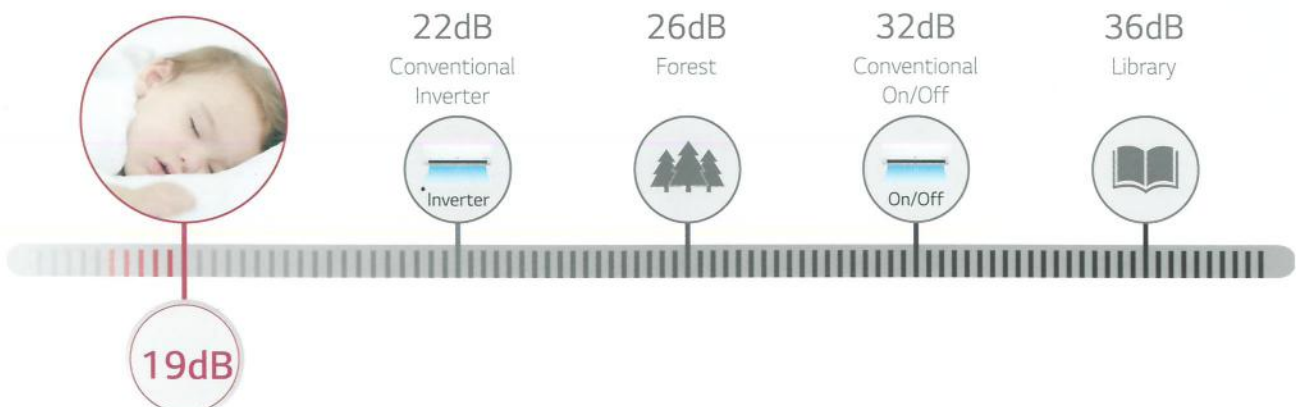 22dB
Conventional
Inverter
26dB
Forest
32dB
Conventional
On/Off
36dB
Library
Inverter
On/Off
19dB